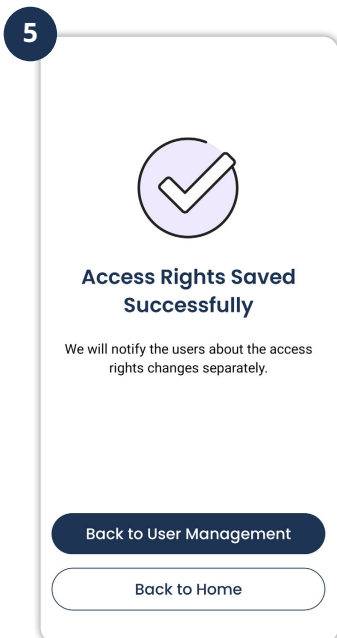 5
Access Rights Saved
Successfully
We will notify the users about the access
rights changes separately.
Back to User Management
Back to Home